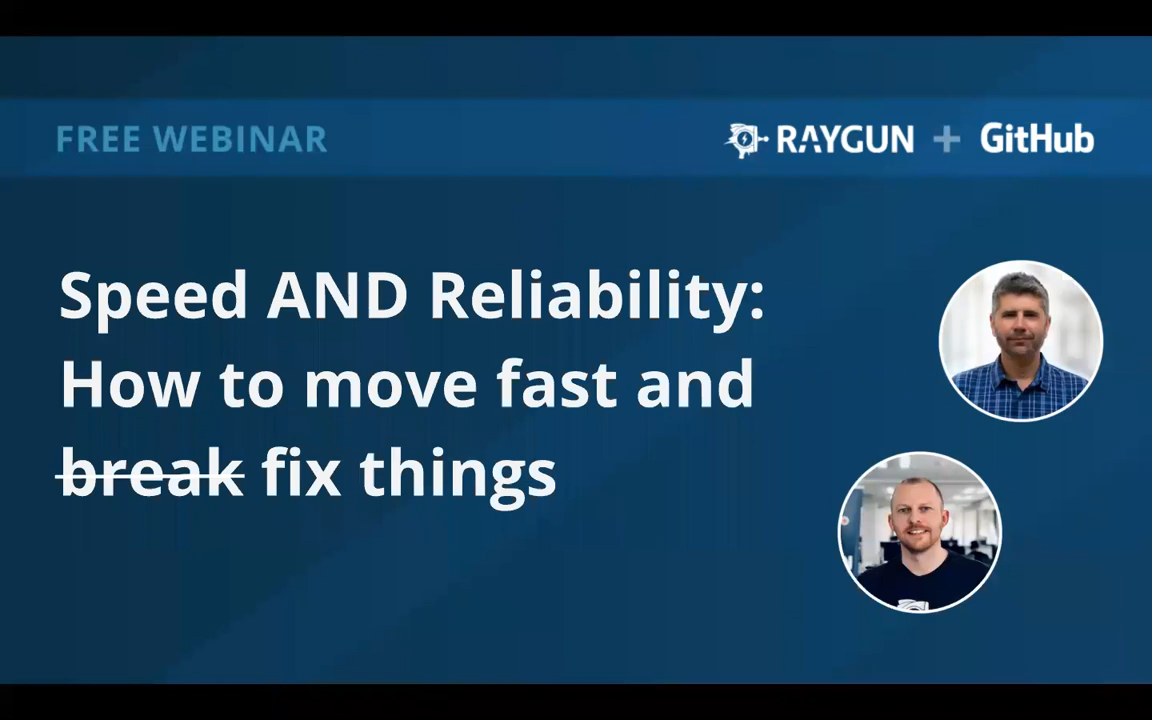 FREE WEBINAR
RAYGUN + GitHub
Speed AND Reliability:
How to move fast and
break fix things